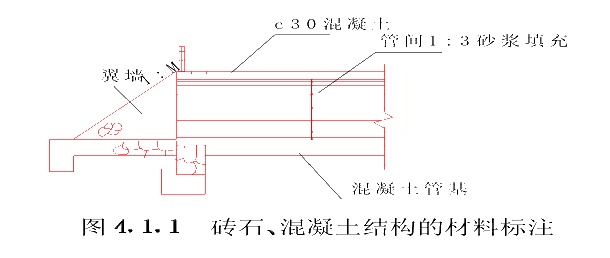 c30混凝土
管间1:3砂浆填充
翼墙
1:M
混凝土管基
图4.1.1 砖石、混凝土结构的材料标注